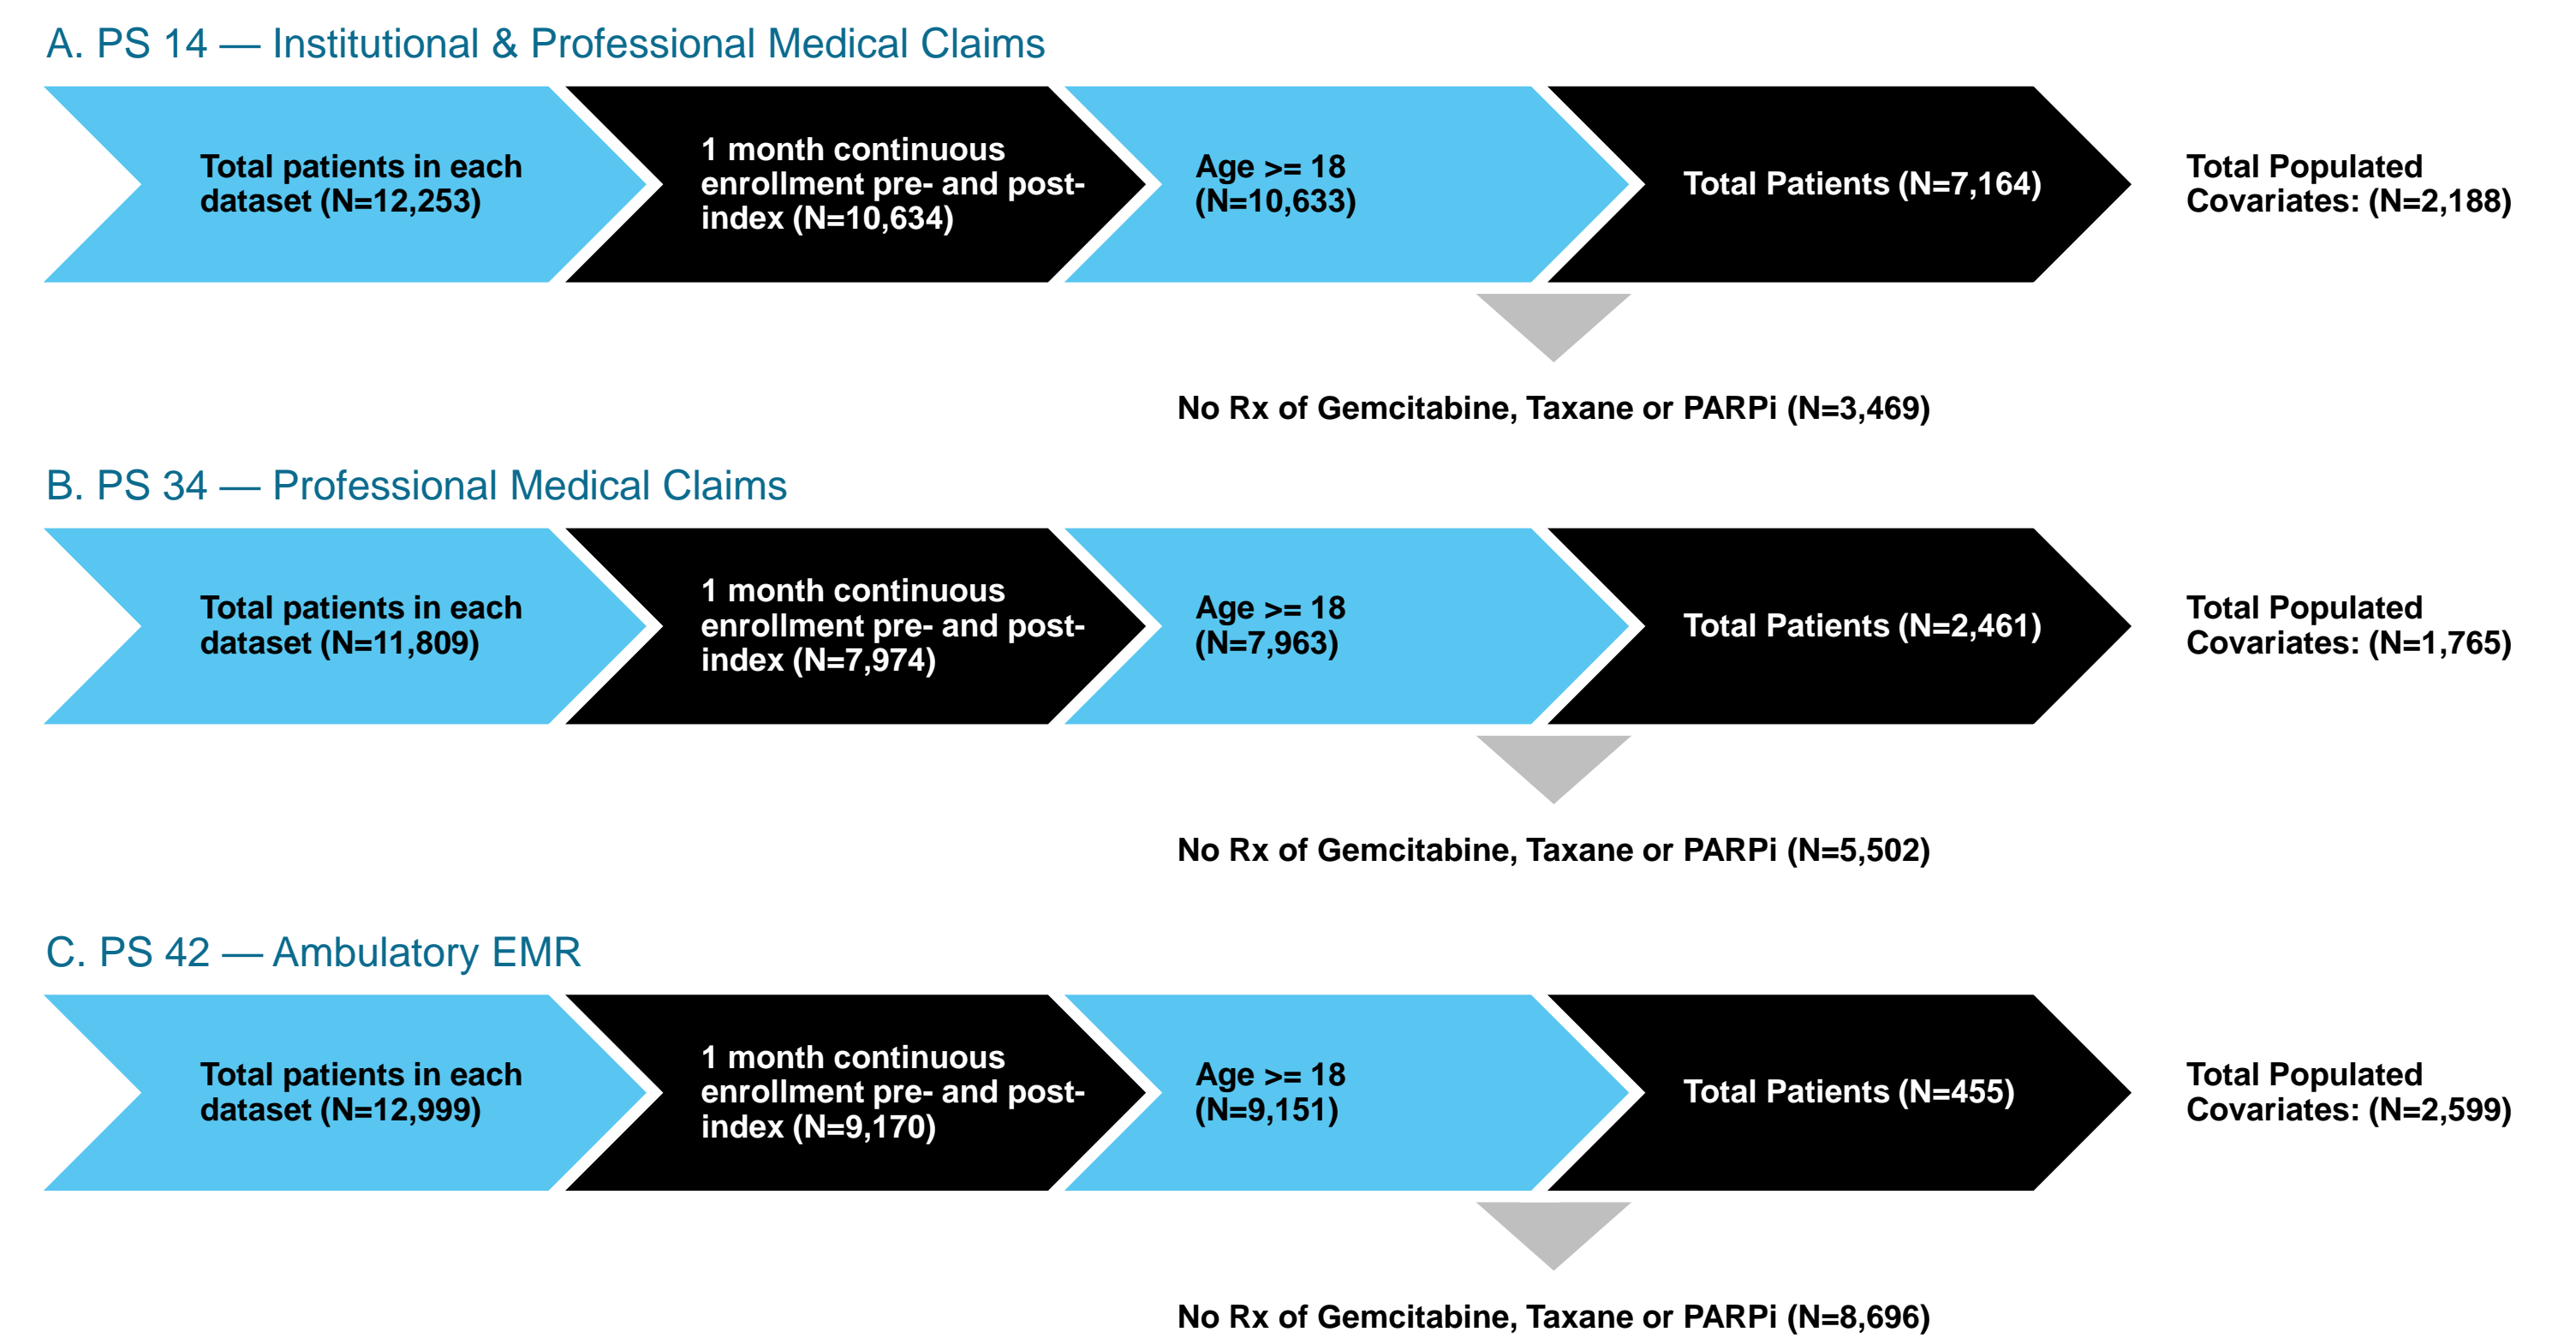 A. PS 14 — Institutional & Professional Medical Claims
Total patients in each
dataset (N=12,253)
1 month continuous
enrollment pre- and post-
index (N=10,634)
Age >= 18
(N=10,633)
Total Patients (N=7,164)
Total Populated
Covariates: (N=2,188)
No Rx of Gemcitabine, Taxane or PARPi (N=3,469)
B. PS 34 — Professional Medical Claims
Total patients in each
dataset (N=11,809)
1 month continuous
enrollment pre- and post-
index (N=7,974)
Age >= 18
(N=7,963)
Total Patients (N=2,461)
Total Populated
Covariates: (N=1,765)
No Rx of Gemcitabine, Taxane or PARPi (N=5,502)
C. PS 42 — Ambulatory EMR
Total patients in each
dataset (N=12,999)
1 month continuous
enrollment pre- and post-
index (N=9,170)
Age >= 18
(N=9,151)
Total Patients (N=455)
Total Populated
Covariates: (N=2,599)
No Rx of Gemcitabine, Taxane or PARPi (N=8,696)